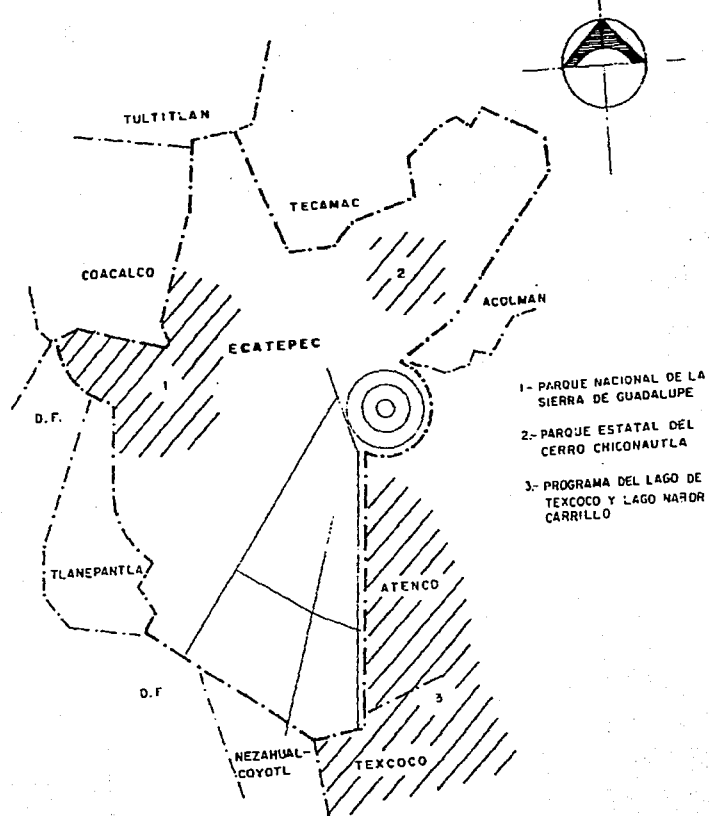 TULTITLAN
TECAMAC
COACALCO
2
ACOLMAN
ECATEPEC
1
D.F.
1- PARQUE NACIONAL DE LA
SIERRA DE GUADALUPE
2.- PARQUE ESTATAL DEL
CERRO CHICONAUTLA
3.- PROGRAMA DEL LAGO DE
TEXCOCO Y LAGO NABOR
CARRILLO
TLANEPANTLA
ATENCO
D.F
3
NEZAHUAL-
COYOTL
TEXCOCO